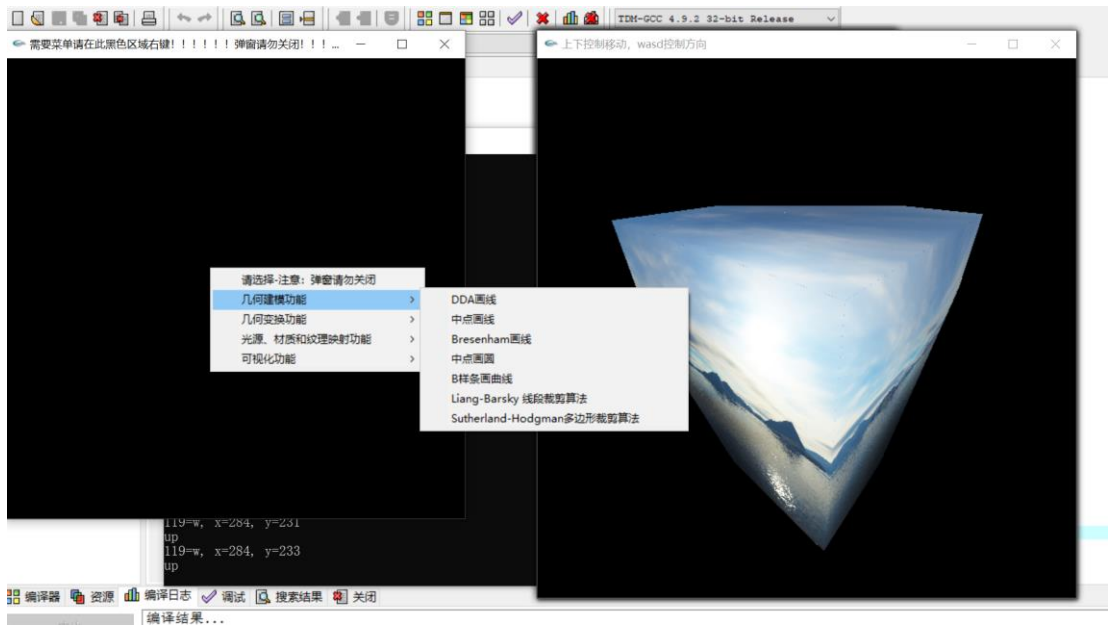 TDM-GCC 4.9.2 32-bit Release
需要菜单请在此黑色区域右键！！！！！！弹窗请勿关闭！！！...
上下控制移动，wasd控制方向
请选择-注意：弹窗请勿关闭
几何建模功能
几何变换功能
光源、材质和纹理映射功能
可视化功能
DDA画线
中点画线
Bresenham画线
中点画圆
B样条画曲线
Liang-Barsky 线段裁剪算法
Sutherland-Hodgman多边形裁剪算法
119=w, x=284, y=231
up
119=w, x=284, y=233
up
编译器 资源 编译日志 调试 搜索结果 关闭
编译结果...